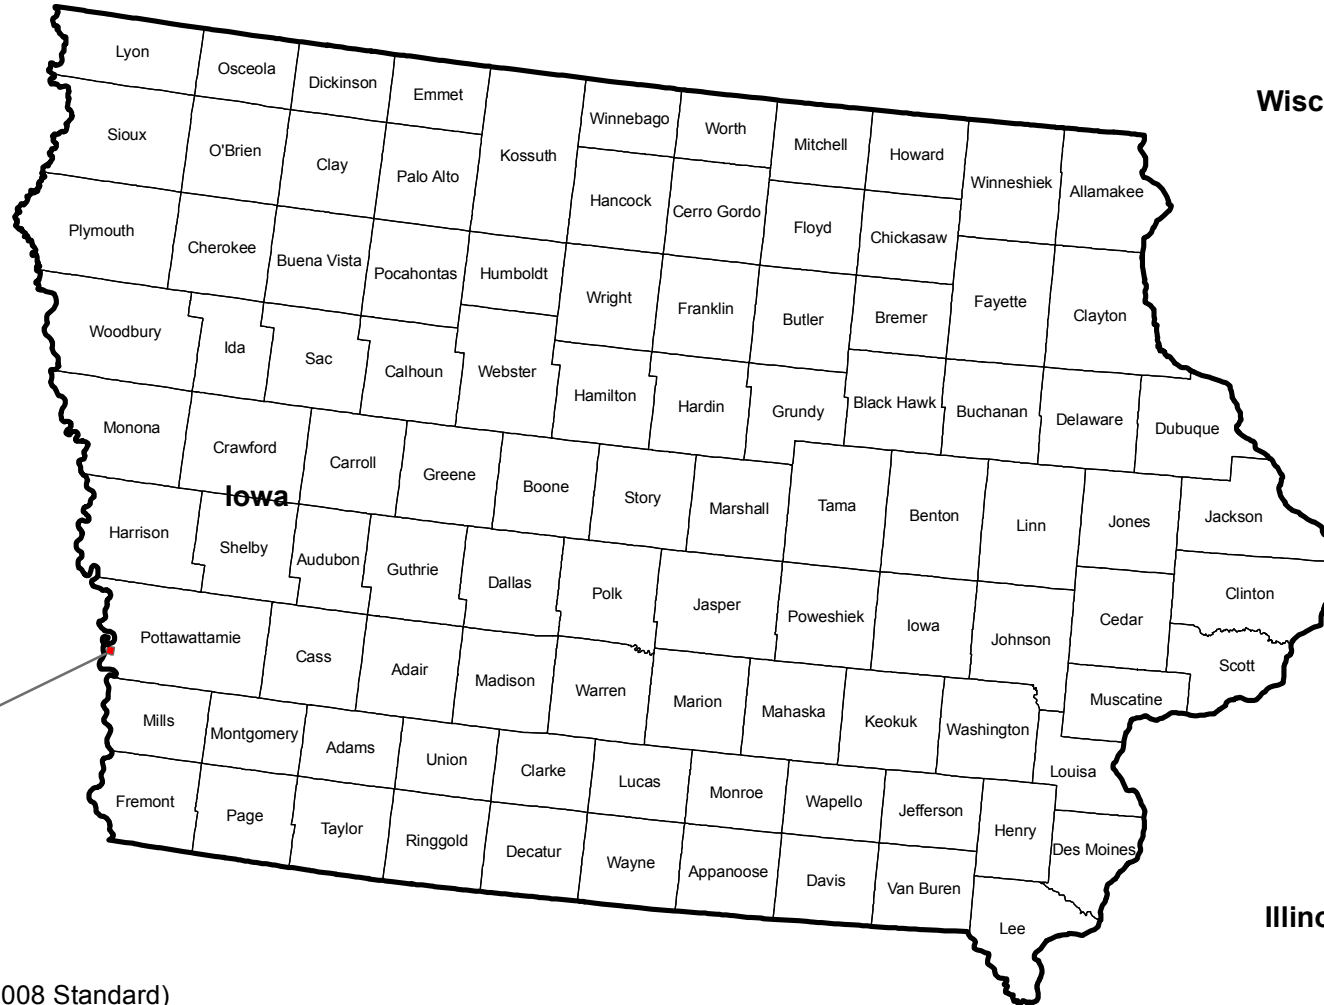 Lyon
Osceola
Dickinson
Emmet
Kossuth
Winnebago
Worth
Mitchell
Howard
Winneshiek
Allamakee
Wisc
Sioux
O'Brien
Clay
Palo Alto
Hancock
Cerro Gordo
Floyd
Chickasaw
Plymouth
Cherokee
Buena Vista
Pocahontas
Humboldt
Wright
Franklin
Butler
Bremer
Fayette
Clayton
Woodbury
Ida
Sac
Calhoun
Webster
Hamilton
Hardin
Grundy
Black Hawk
Buchanan
Delaware
Dubuque
Monona
Crawford
Carroll
Greene
Boone
Story
Marshall
Tama
Benton
Linn
Jones
Jackson
Iowa
Harrison
Shelby
Audubon
Guthrie
Dallas
Polk
Jasper
Poweshiek
Iowa
Johnson
Cedar
Clinton
Scott
Pottawattamie
Cass
Adair
Madison
Warren
Marion
Mahaska
Keokuk
Washington
Muscatine
Louisa
Mills
Montgomery
Adams
Union
Clarke
Lucas
Monroe
Wapello
Jefferson
Henry
Des Moines
Fremont
Page
Taylor
Ringgold
Decatur
Wayne
Appanoose
Davis
Van Buren
Lee
Illino
008 Standard)